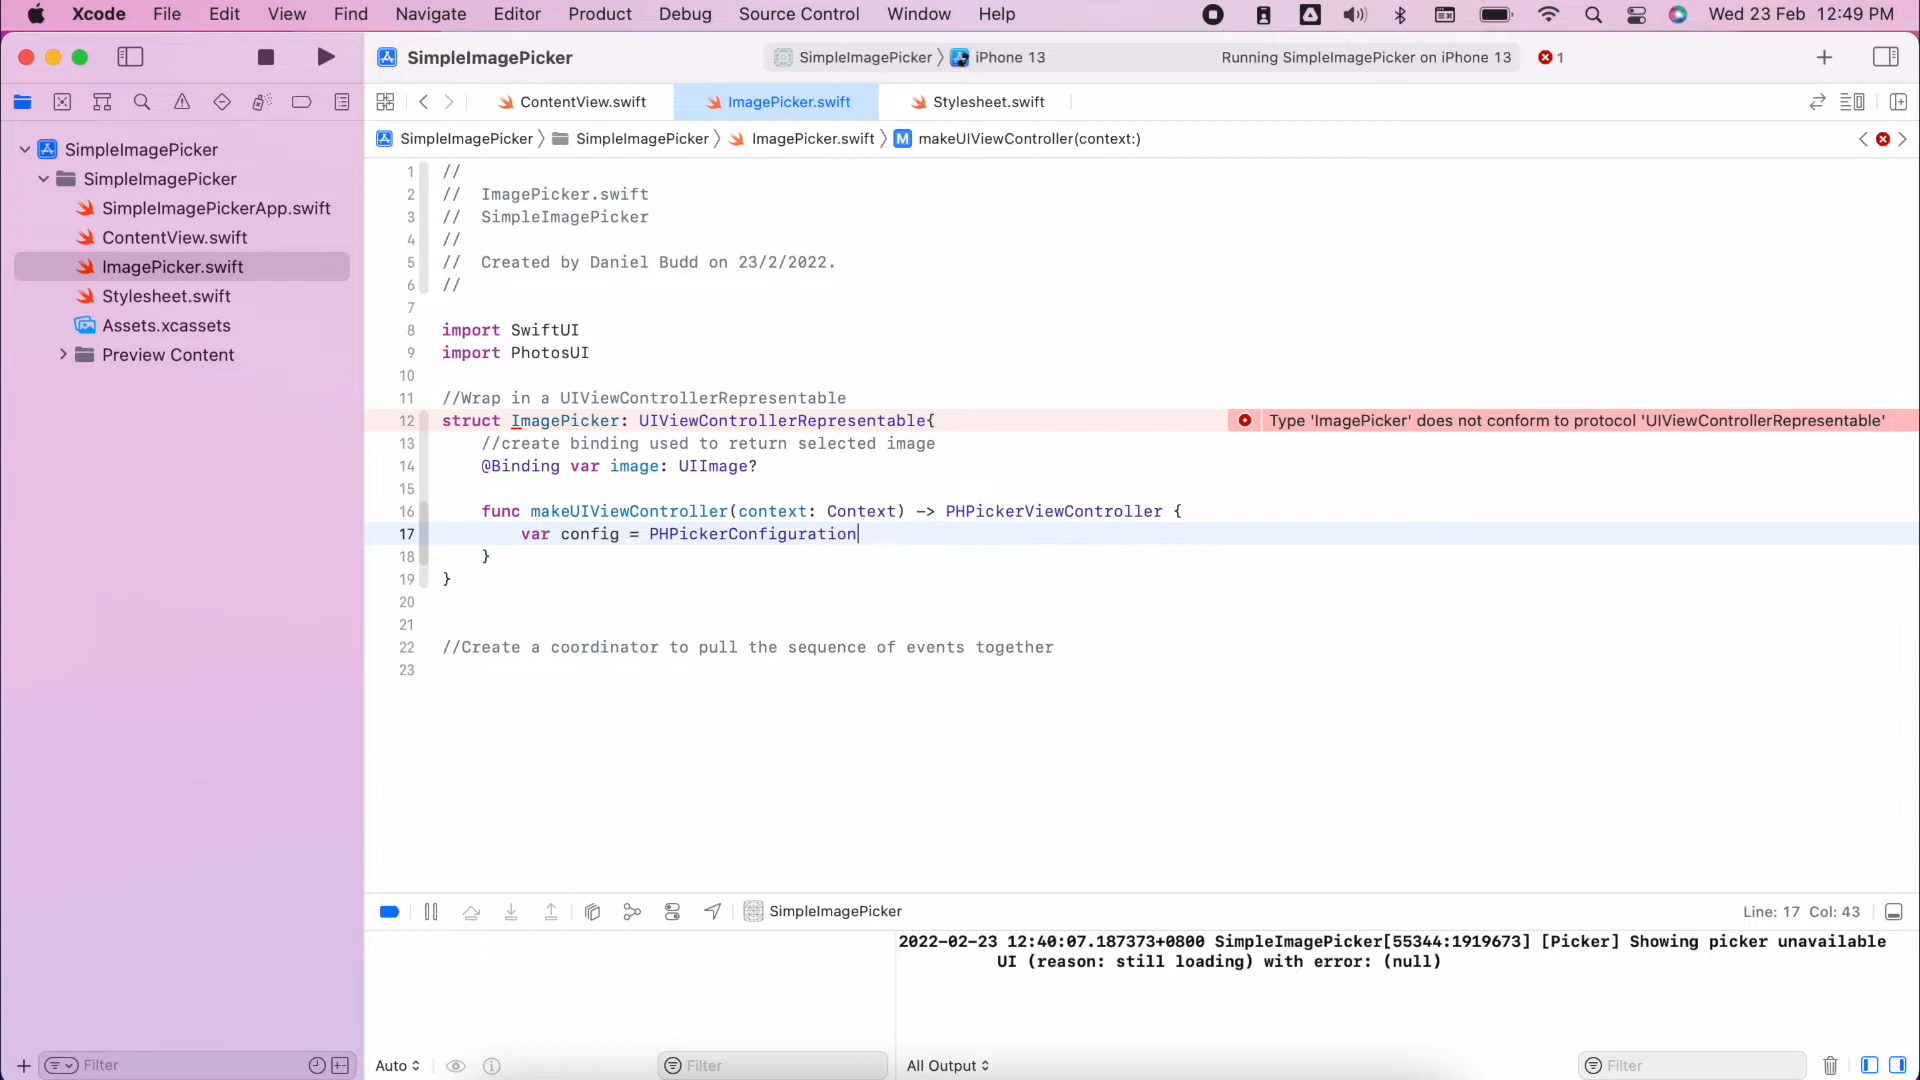 Xcode File Edit View Find Navigate Editor Product Debug Source Control Window Help Wed 23 Feb 12:49 PM
SimpleImagePicker SimpleImagePicker iPhone 13 Running SimpleImagePicker on iPhone 13 1
ContentView.swift ImagePicker.swift Stylesheet.swift
SimpleImagePicker SimpleImagePicker ImagePicker.swift M makeUIViewController(context:)
SimpleImagePicker
SimpleImagePicker
SimpleImagePickerApp.swift
ContentView.swift
ImagePicker.swift
Stylesheet.swift
Assets.xcassets
Preview Content
1 //
2 //  ImagePicker.swift
3 //  SimpleImagePicker
4 //
5 //  Created by Daniel Budd on 23/2/2022.
6 //
7
8 import SwiftUI
9 import PhotosUI
10
11 //Wrap in a UIViewControllerRepresentable
12 struct ImagePicker: UIViewControllerRepresentable{ Type 'ImagePicker' does not conform to protocol 'UIViewControllerRepresentable'
13     //create binding used to return selected image
14     @Binding var image: UIImage?
15
16     func makeUIViewController(context: Context) -> PHPickerViewController {
17         var config = PHPickerConfiguration
18     }
19 }
20
21
22 //Create a coordinator to pull the sequence of events together
23
SimpleImagePicker Line: 17 Col: 43
2022-02-23 12:40:07.187373+0800 SimpleImagePicker[55344:1919673] [Picker] Showing picker unavailable
UI (reason: still loading) with error: (null)
Filter Auto Filter All Output Filter